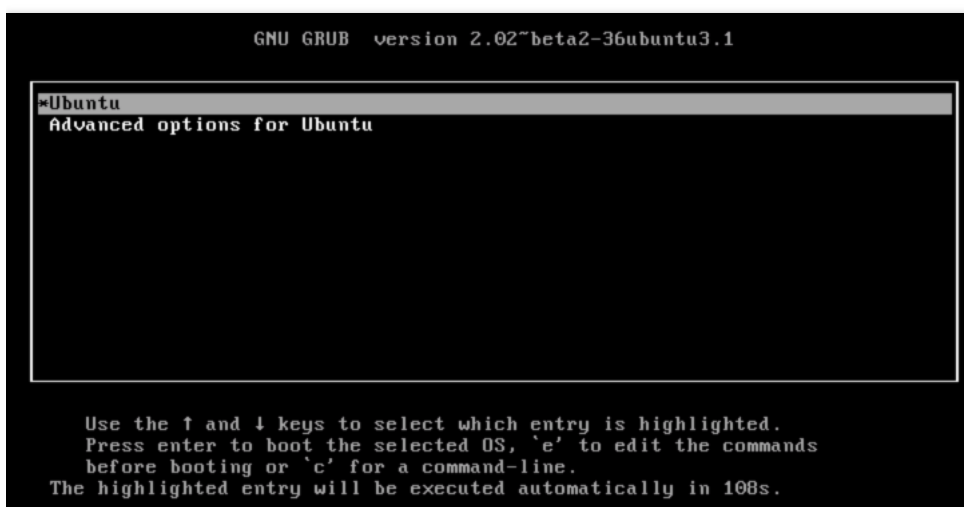 GNU GRUB version 2.02~beta2-36ubuntu3.1
*Ubuntu
Advanced options for Ubuntu
Use the ↑ and ↓ keys to select which entry is highlighted.
Press enter to boot the selected OS, `e' to edit the commands
before booting or `c' for a command-line.
The highlighted entry will be executed automatically in 108s.